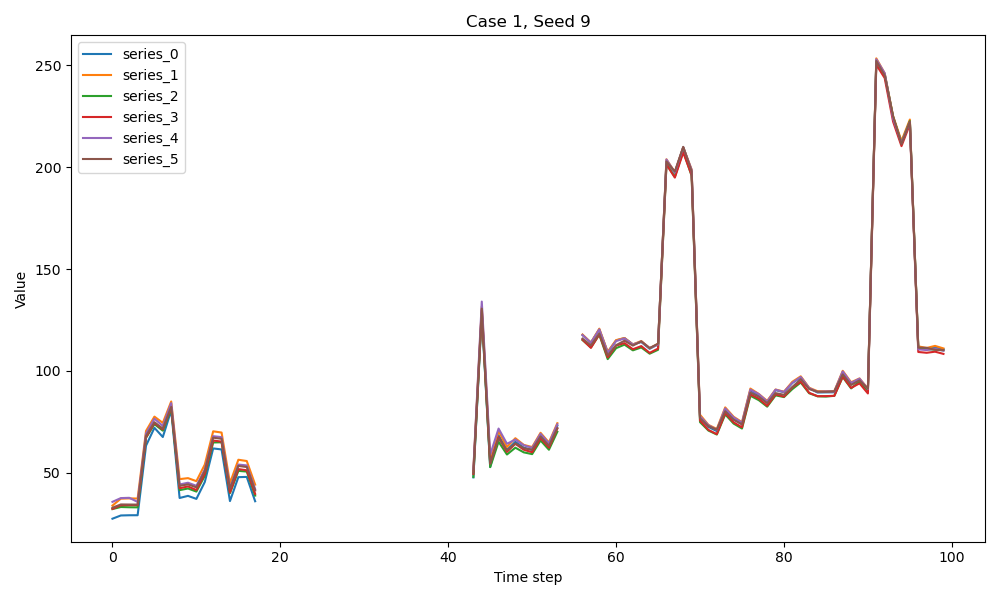 Case 1, Seed 9
series_0
series_1
series_2
series_3
series_4
series_5
250
200
150
100
50
Value
0 20 40 60 80 100
Time step